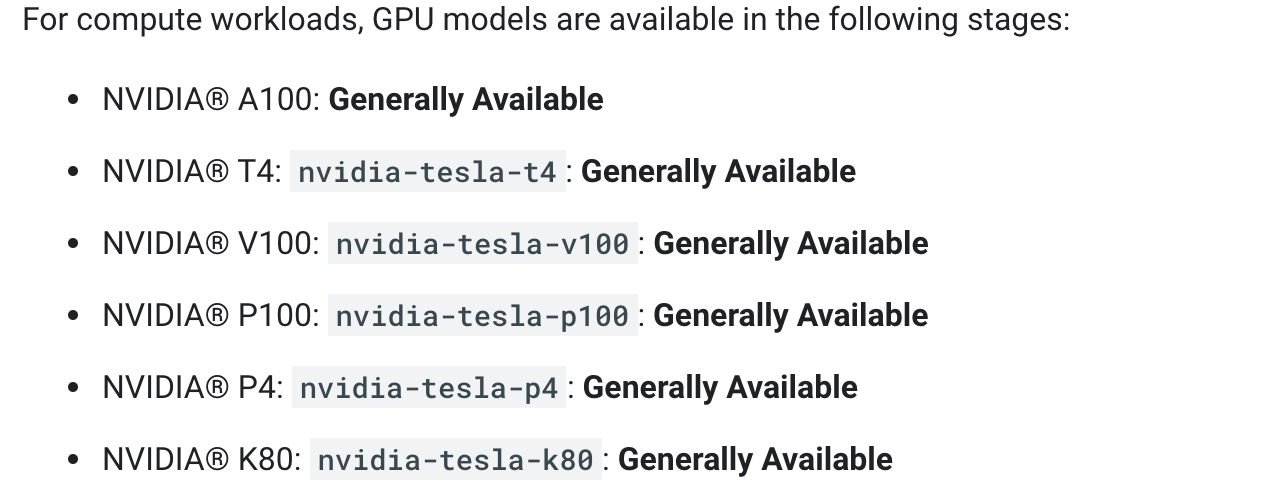 For compute workloads, GPU models are available in the following stages:
• NVIDIA® A100: Generally Available
• NVIDIA® T4: nvidia-tesla-t4 : Generally Available
• NVIDIA® V100: nvidia-tesla-v100 : Generally Available
• NVIDIA® P100: nvidia-tesla-p100 : Generally Available
• NVIDIA® P4: nvidia-tesla-p4 : Generally Available
• NVIDIA® K80: nvidia-tesla-k80 : Generally Available